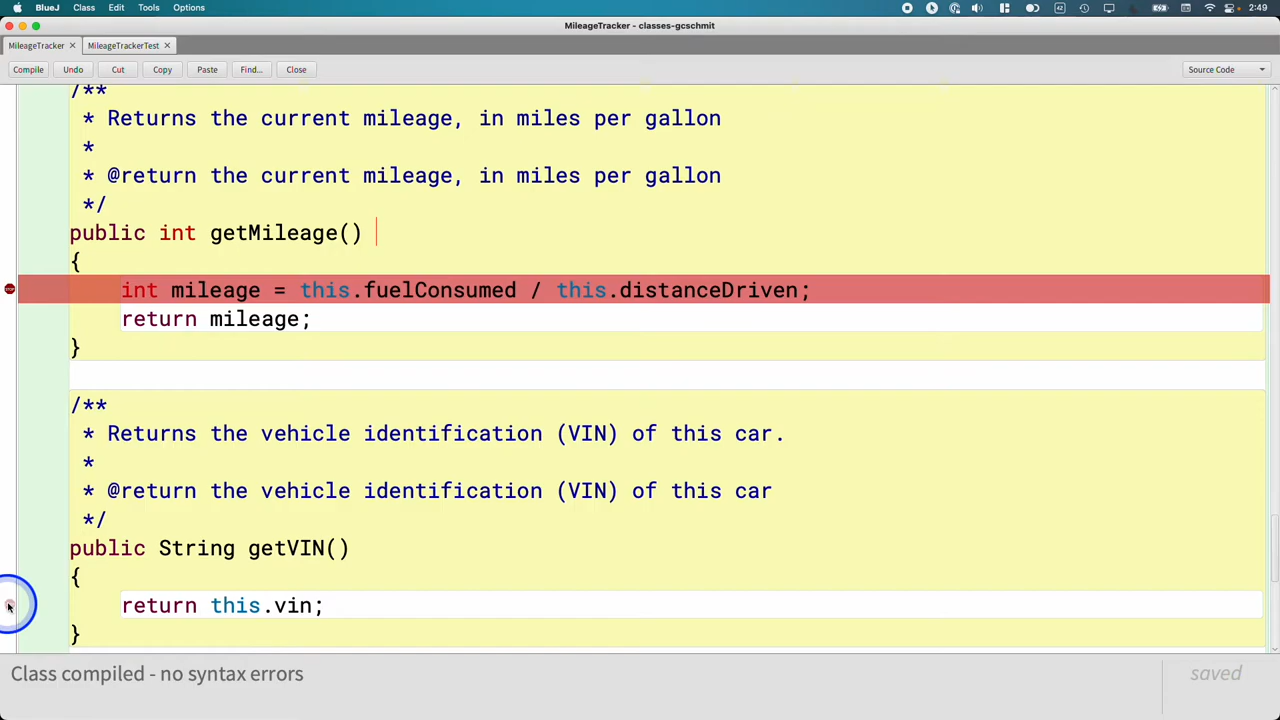 BlueJ Class Edit Tools Options 2:49
MileageTracker - classes-gcschmit
MileageTracker × MileageTrackerTest ×
Compile Undo Cut Copy Paste Find... Close Source Code
/**
* Returns the current mileage, in miles per gallon
*
* @return the current mileage, in miles per gallon
*/
public int getMileage()
{
int mileage = this.fuelConsumed / this.distanceDriven;
return mileage;
}
/**
* Returns the vehicle identification (VIN) of this car.
*
* @return the vehicle identification (VIN) of this car
*/
public String getVIN()
{
return this.vin;
}
Class compiled - no syntax errors
saved